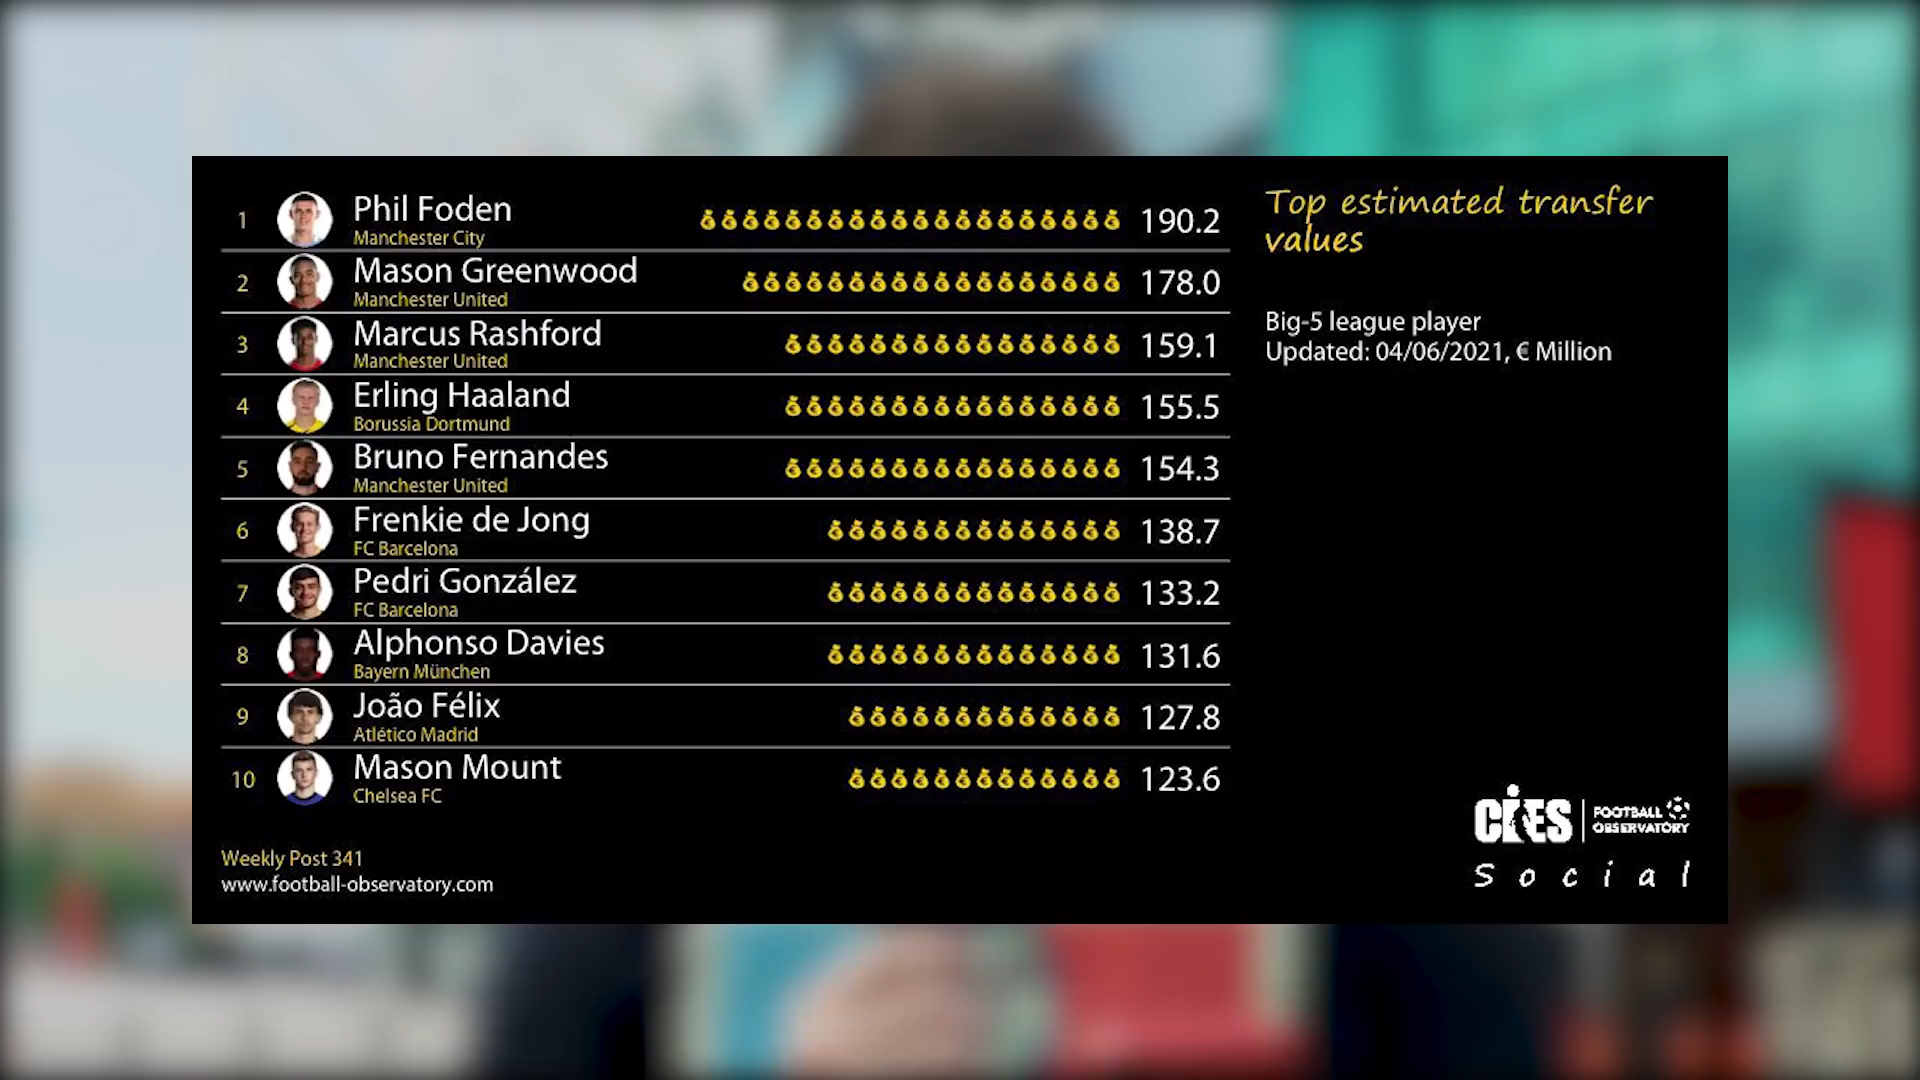 1
Phil Foden
Manchester City
190.2
2
Mason Greenwood
Manchester United
178.0
3
Marcus Rashford
Manchester United
159.1
4
Erling Haaland
Borussia Dortmund
155.5
5
Bruno Fernandes
Manchester United
154.3
6
Frenkie de Jong
FC Barcelona
138.7
7
Pedri González
FC Barcelona
133.2
8
Alphonso Davies
Bayern München
131.6
9
João Félix
Atlético Madrid
127.8
10
Mason Mount
Chelsea FC
123.6
Weekly Post 341
www.football-observatory.com
Top estimated transfer
values
Big-5 league player
Updated: 04/06/2021, € Million
CIES
FOOTBALL
OBSERVATORY
Social